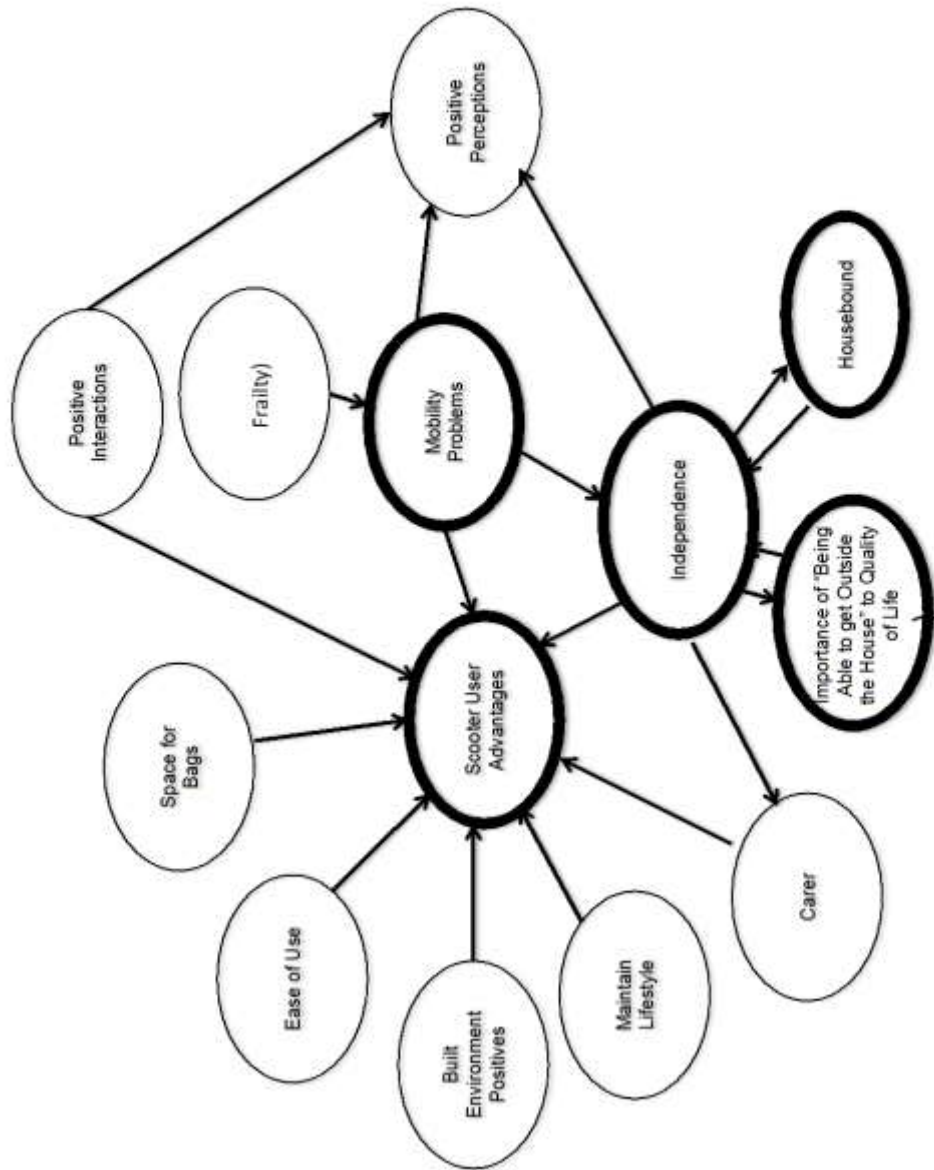 Positive
Interactions
Space for
Bags
Frailty)
Ease of Use
Mobility
Problems
Positive
Perceptions
Built
Environment
Positives
Scooter User
Advantages
Maintain
Lifestyle
Independence
Carer
Housebound
Importance of "Being
Able to get Outside
the House" to Quality
of Life